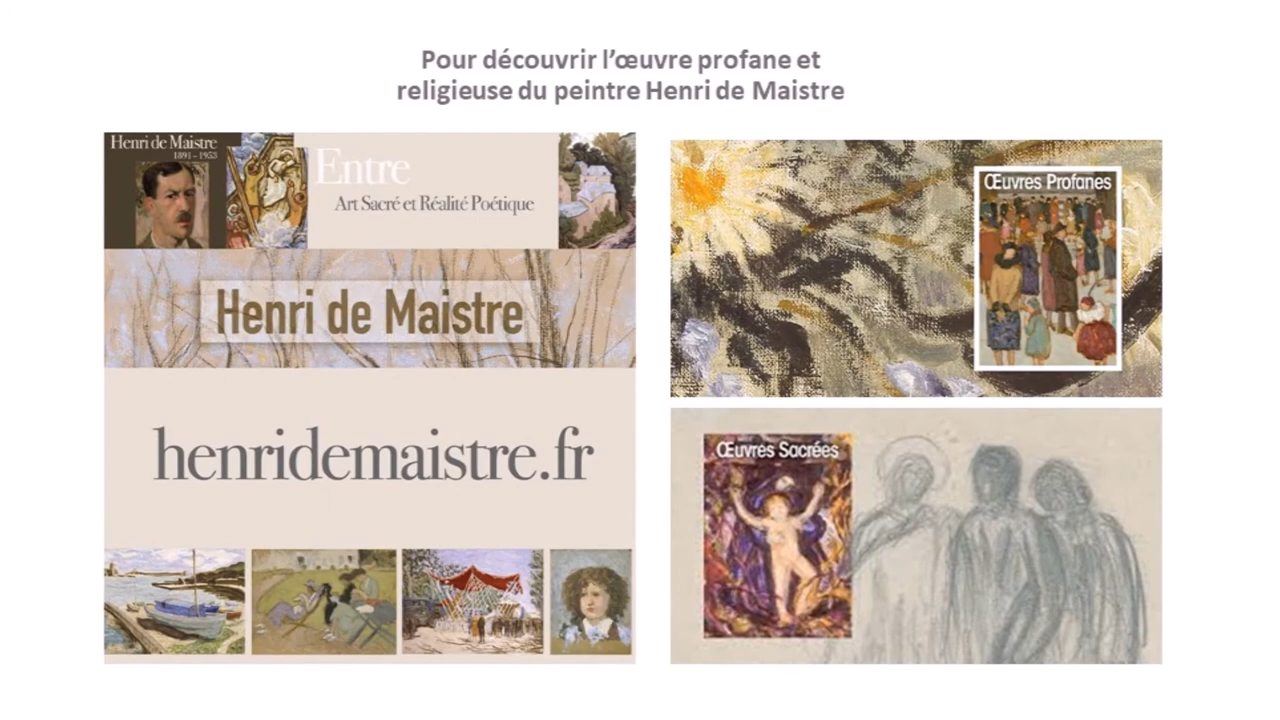 Pour découvrir l’œuvre profane et
religieuse du peintre Henri de Maistre
Henri de Maistre
1891 – 1953
Entre
Art Sacré et Réalité Poétique
Henri de Maistre
henridemaistre.fr
Œuvres Profanes
Œuvres Sacrées